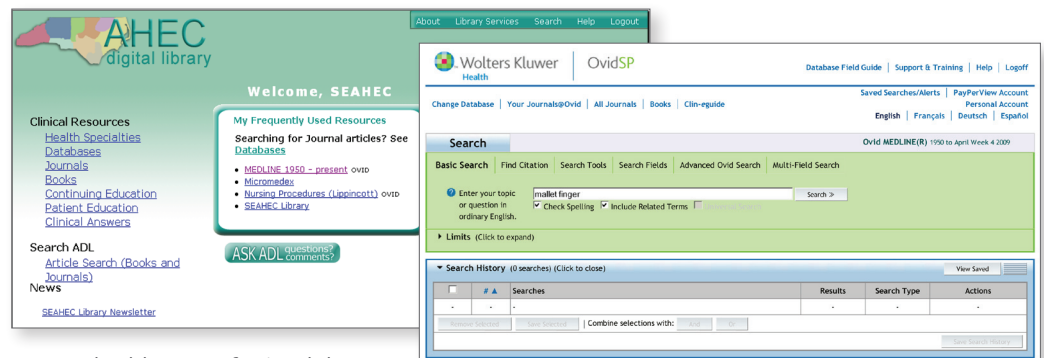 AHEC
digital library
About Library Services Search Help Logout
Welcome, SEAHEC
Clinical Resources
Health Specialties
Databases
Journals
Books
Continuing Education
Patient Education
Clinical Answers
Search ADL
Article Search (Books and
Journals)
News
SEAHEC Library Newsletter
My Frequently Used Resources
Searching for Journal articles? See
Databases
• MEDLINE 1950 - present OVID
• Micromedex
• Nursing Procedures (Lippincott) OVID
• SEAHEC Library
ASK ADL questions? comments?
Wolters Kluwer OvidSP
Health
Database Field Guide | Support & Training | Help | Logoff
Change Database | Your Journals@Ovid | All Journals | Books | Clin-eguide
Saved Searches/Alerts | PayPerView Account
Personal Account
English | Français | Deutsch | Español
Search
Ovid MEDLINE(R) 1950 to April Week 4 2009
Basic Search | Find Citation | Search Tools | Search Fields | Advanced Ovid Search | Multi-Field Search
Enter your topic
or question in
ordinary English.
mallet finger
Search »
Check Spelling Include Related Terms
Limits (Click to expand)
Search History (0 searches) (Click to close)
View Saved
# ▲ Searches Results Search Type Actions
- - - - - -
Remove Selected Save Selected | Combine selections with: And Or
Save Search History